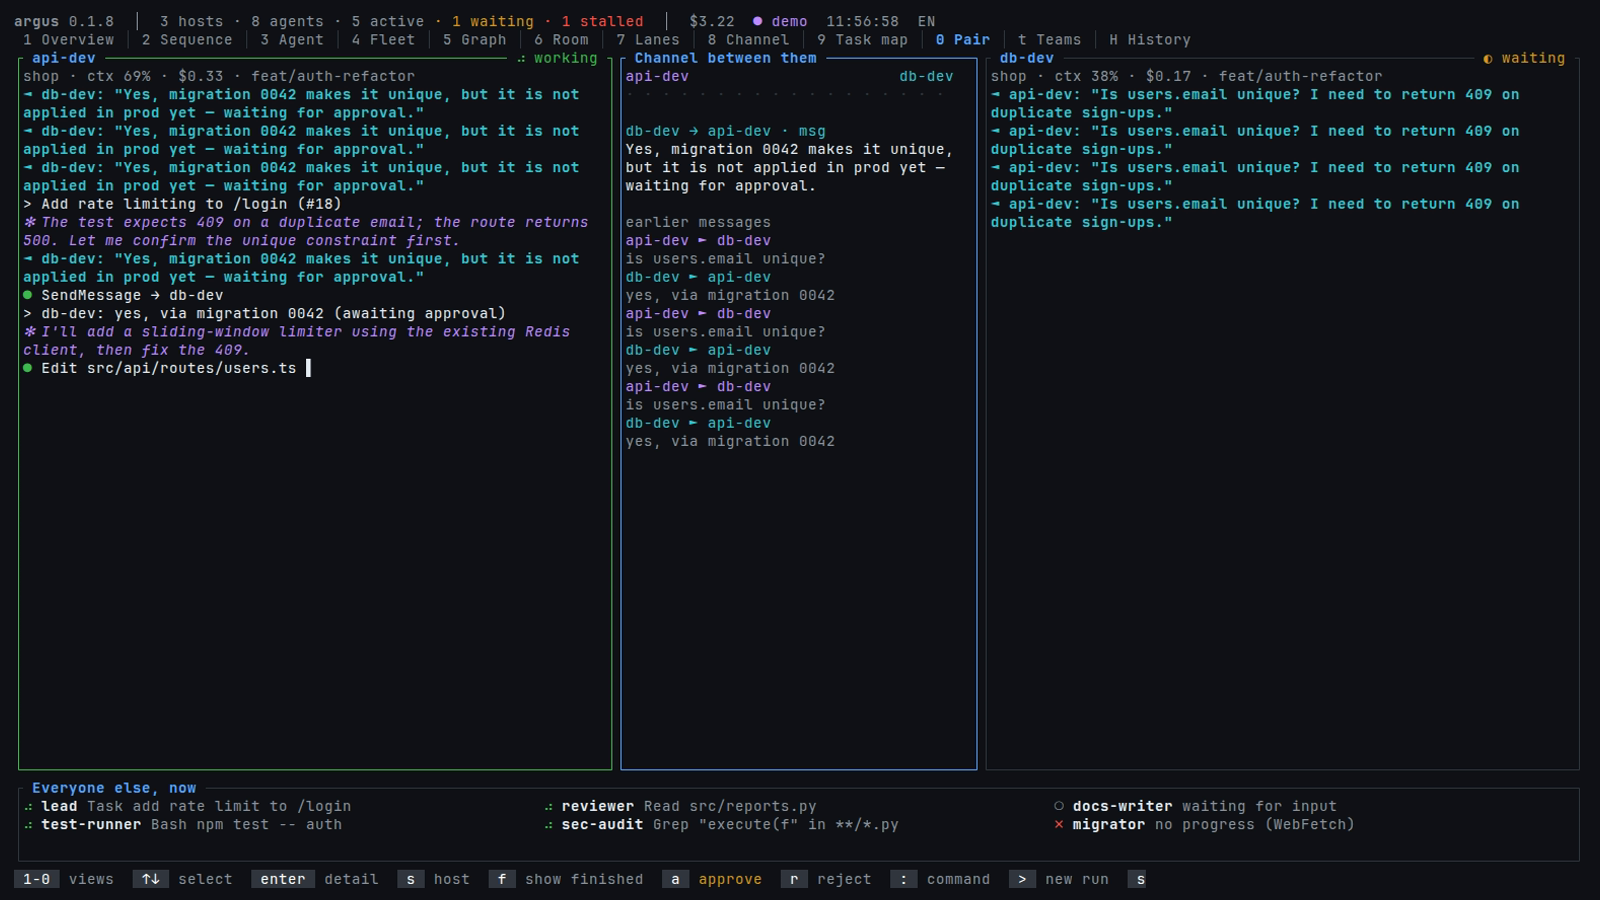 argus 0.1.8 │ 3 hosts · 8 agents · 5 active · 1 waiting · 1 stalled │ $3.22 ● demo 11:56:58 EN
1 Overview │ 2 Sequence │ 3 Agent │ 4 Fleet │ 5 Graph │ 6 Room │ 7 Lanes │ 8 Channel │ 9 Task map │ 0 Pair │ t Teams │ H History
api-dev working
shop · ctx 69% · $0.33 · feat/auth-refactor
◄ db-dev: "Yes, migration 0042 makes it unique, but it is not
applied in prod yet — waiting for approval."
◄ db-dev: "Yes, migration 0042 makes it unique, but it is not
applied in prod yet — waiting for approval."
◄ db-dev: "Yes, migration 0042 makes it unique, but it is not
applied in prod yet — waiting for approval."
> Add rate limiting to /login (#18)
✻ The test expects 409 on a duplicate email; the route returns
500. Let me confirm the unique constraint first.
◄ db-dev: "Yes, migration 0042 makes it unique, but it is not
applied in prod yet — waiting for approval."
● SendMessage → db-dev
> db-dev: yes, via migration 0042 (awaiting approval)
✻ I'll add a sliding-window limiter using the existing Redis
client, then fix the 409.
● Edit src/api/routes/users.ts
Channel between them
api-dev db-dev
db-dev → api-dev · msg
Yes, migration 0042 makes it unique,
but it is not applied in prod yet —
waiting for approval.
earlier messages
api-dev ► db-dev
is users.email unique?
db-dev ► api-dev
yes, via migration 0042
api-dev ► db-dev
is users.email unique?
db-dev ► api-dev
yes, via migration 0042
api-dev ► db-dev
is users.email unique?
db-dev ► api-dev
yes, via migration 0042
db-dev ◐ waiting
shop · ctx 38% · $0.17 · feat/auth-refactor
◄ api-dev: "Is users.email unique? I need to return 409 on
duplicate sign-ups."
◄ api-dev: "Is users.email unique? I need to return 409 on
duplicate sign-ups."
◄ api-dev: "Is users.email unique? I need to return 409 on
duplicate sign-ups."
◄ api-dev: "Is users.email unique? I need to return 409 on
duplicate sign-ups."
Everyone else, now
lead Task add rate limit to /login
reviewer Read src/reports.py
○ docs-writer waiting for input
test-runner Bash npm test -- auth
sec-audit Grep "execute(f" in **/*.py
✕ migrator no progress (WebFetch)
1-0 views ↑↓ select enter detail s host f show finished a approve r reject : command > new run s